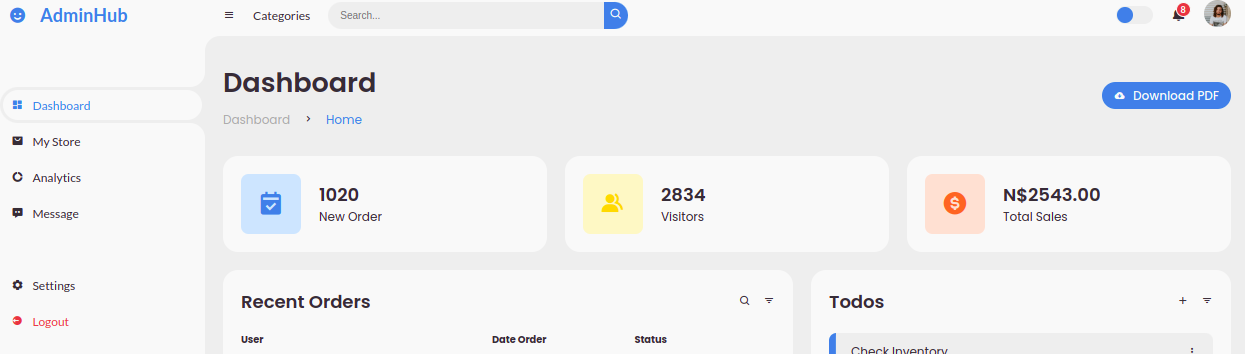 AdminHub
Categories
Search...
8
Dashboard
My Store
Analytics
Message
Settings
Logout
Dashboard
Dashboard > Home
Download PDF
1020
New Order
2834
Visitors
N$2543.00
Total Sales
Recent Orders
User Date Order Status
Todos
Check Inventory